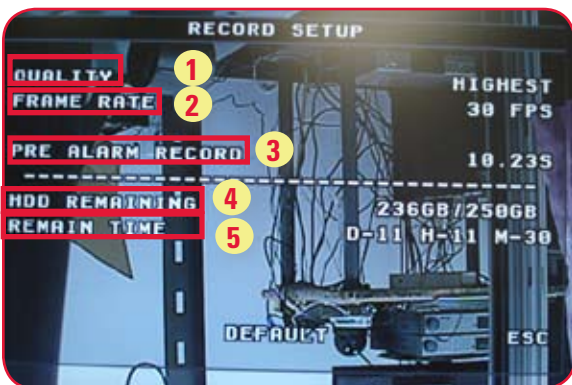 RECORD SETUP
QUALITY 1 HIGHEST
FRAME RATE 2 30 FPS
PRE ALARM RECORD 3 10.23S
HDD REMAINING 4 236GB/250GB
REMAIN TIME 5 D-11 H-11 M-30
DEFAULT ESC